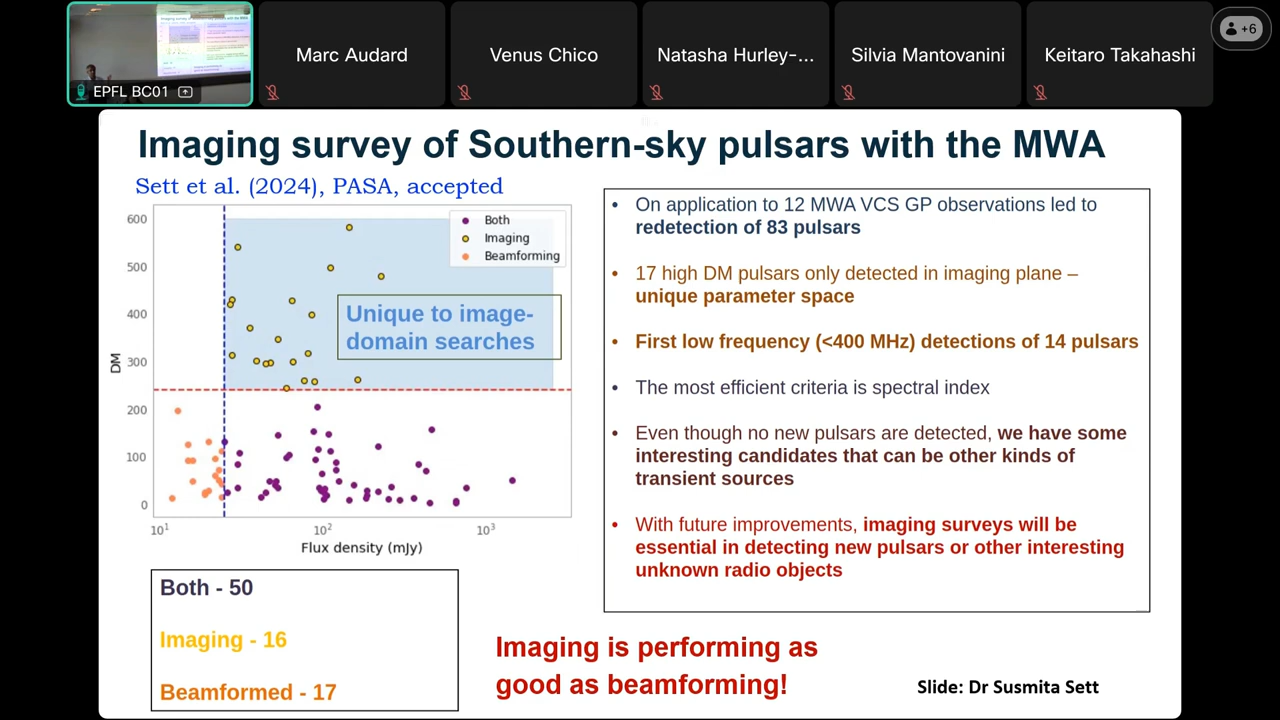 EPFL BC01
Marc Audard
Venus Chico
Natasha Hurley-...
Silvia Mantovanini
Keitaro Takahashi
+6
Imaging survey of Southern-sky pulsars with the MWA
Sett et al. (2024), PASA, accepted
Both
Imaging
Beamforming
Unique to image-
domain searches
DM
600
500
400
300
200
100
0
10¹
10²
10³
Flux density (mJy)
• On application to 12 MWA VCS GP observations led to
redetection of 83 pulsars
• 17 high DM pulsars only detected in imaging plane –
unique parameter space
• First low frequency (<400 MHz) detections of 14 pulsars
• The most efficient criteria is spectral index
• Even though no new pulsars are detected, we have some
interesting candidates that can be other kinds of
transient sources
• With future improvements, imaging surveys will be
essential in detecting new pulsars or other interesting
unknown radio objects
Both - 50
Imaging - 16
Beamformed - 17
Imaging is performing as
good as beamforming!
Slide: Dr Susmita Sett